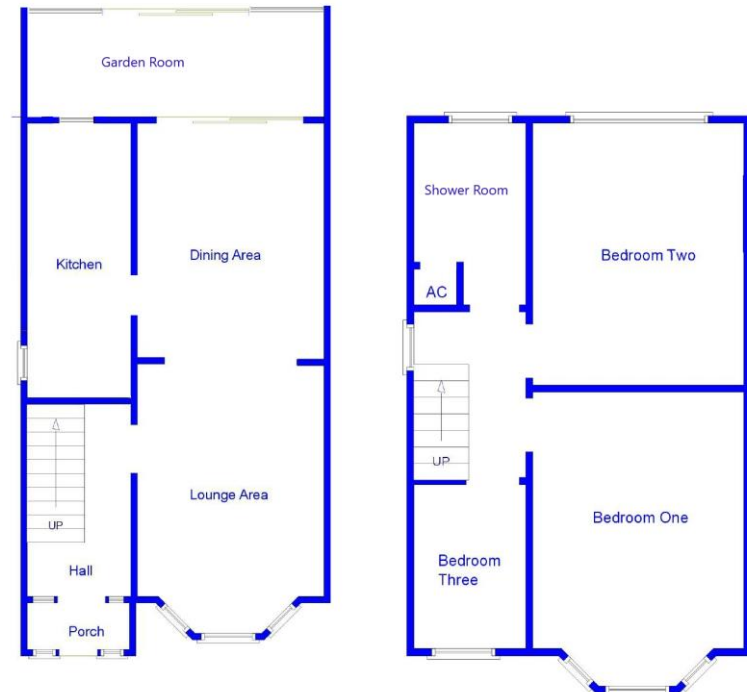 Garden Room
Kitchen
Dining Area
UP
Lounge Area
Hall
Porch
Shower Room
AC
Bedroom Two
UP
Bedroom One
Bedroom
Three